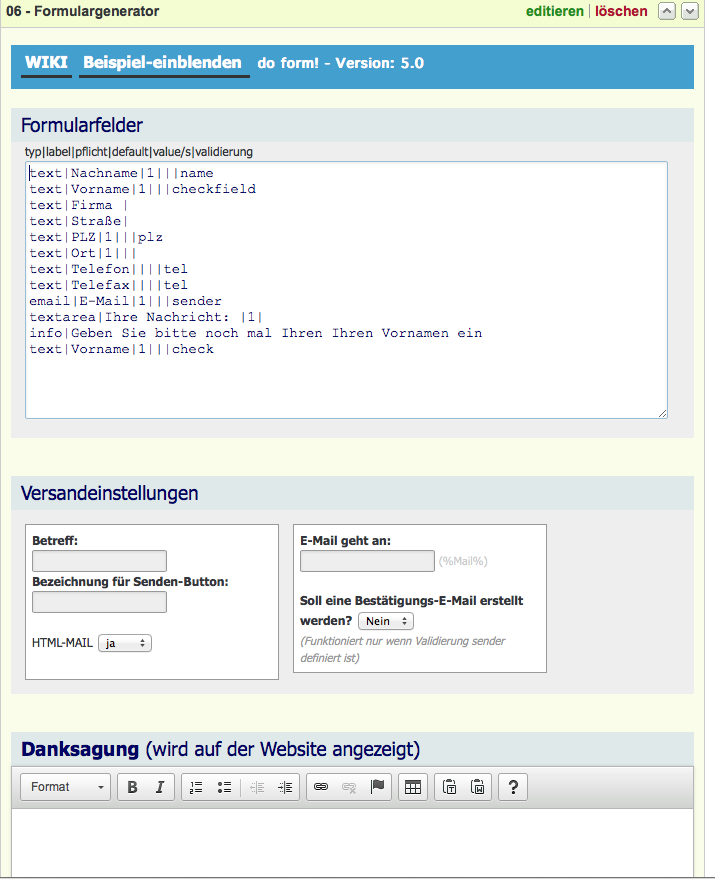 06 - Formulargenerator editieren löschen
WIKI Beispiel-einblenden do form! - Version: 5.0
Formularfelder
typ|label|pflicht|default|value/s|validierung
text|Nachname|1|||name
text|Vorname|1|||checkfield
text|Firma |
text|Straße|
text|PLZ|1|||plz
text|Ort|1|||
text|Telefon||||tel
text|Telefax||||tel
email|E-Mail|1|||sender
textarea|Ihre Nachricht: |1|
info|Geben Sie bitte noch mal Ihren Ihren Vornamen ein
text|Vorname|1|||check
Versandeinstellungen
Betreff:
Bezeichnung für Senden-Button:
HTML-MAIL ja
E-Mail geht an:
(%Mail%)
Soll eine Bestätigungs-E-Mail erstellt
werden? Nein
(Funktioniert nur wenn Validierung sender
definiert ist)
Danksagung (wird auf der Website angezeigt)
Format B I ?